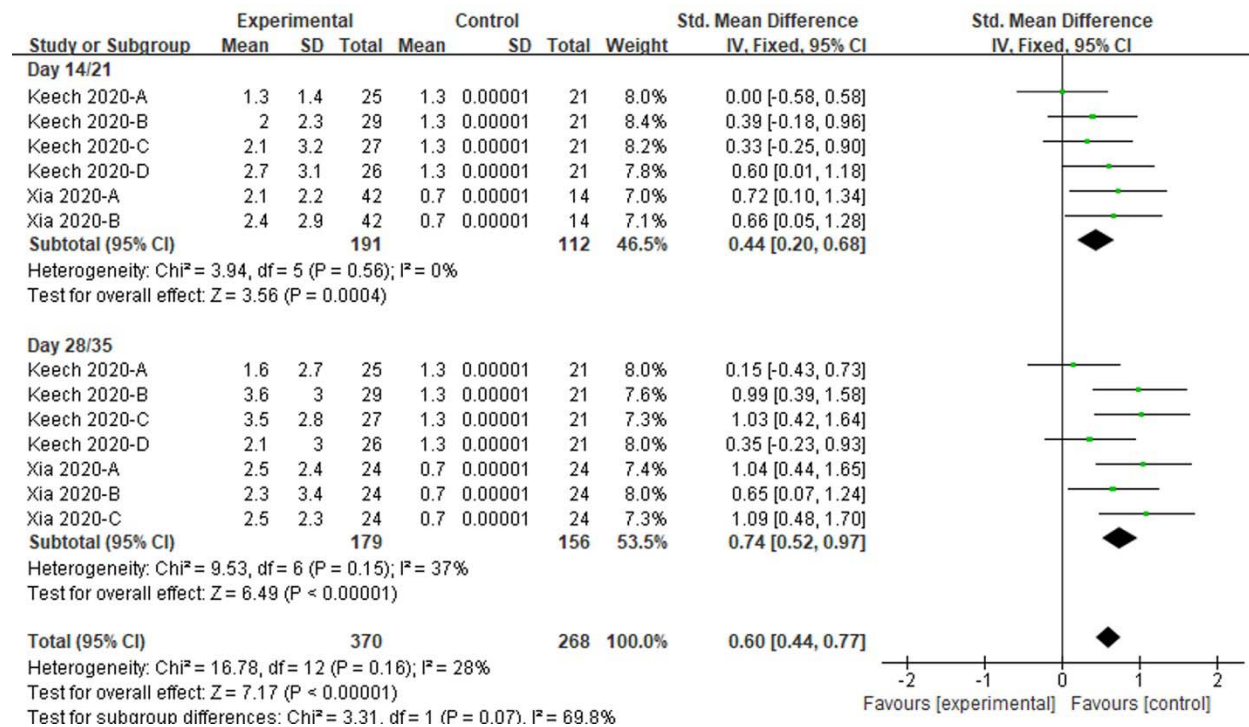 Experimental Control Std. Mean Difference Std. Mean Difference
Study or Subgroup Mean SD Total Mean SD Total Weight IV, Fixed, 95% CI IV, Fixed, 95% CI
Day 14/21
Keech 2020-A 1.3 1.4 25 1.3 0.00001 21 8.0% 0.00 [-0.58, 0.58]
Keech 2020-B 2 2.3 29 1.3 0.00001 21 8.4% 0.39 [-0.18, 0.96]
Keech 2020-C 2.1 3.2 27 1.3 0.00001 21 8.2% 0.33 [-0.25, 0.90]
Keech 2020-D 2.7 3.1 26 1.3 0.00001 21 7.8% 0.60 [0.01, 1.18]
Xia 2020-A 2.1 2.2 42 0.7 0.00001 14 7.0% 0.72 [0.10, 1.34]
Xia 2020-B 2.4 2.9 42 0.7 0.00001 14 7.1% 0.66 [0.05, 1.28]
Subtotal (95% CI) 191 112 46.5% 0.44 [0.20, 0.68]
Heterogeneity: Chi² = 3.94, df = 5 (P = 0.56); I² = 0%
Test for overall effect: Z = 3.56 (P = 0.0004)
Day 28/35
Keech 2020-A 1.6 2.7 25 1.3 0.00001 21 8.0% 0.15 [-0.43, 0.73]
Keech 2020-B 3.6 3 29 1.3 0.00001 21 7.6% 0.99 [0.39, 1.58]
Keech 2020-C 3.5 2.8 27 1.3 0.00001 21 7.3% 1.03 [0.42, 1.64]
Keech 2020-D 2.1 3 26 1.3 0.00001 21 8.0% 0.35 [-0.23, 0.93]
Xia 2020-A 2.5 2.4 24 0.7 0.00001 24 7.4% 1.04 [0.44, 1.65]
Xia 2020-B 2.3 3.4 24 0.7 0.00001 24 8.0% 0.65 [0.07, 1.24]
Xia 2020-C 2.5 2.3 24 0.7 0.00001 24 7.3% 1.09 [0.48, 1.70]
Subtotal (95% CI) 179 156 53.5% 0.74 [0.52, 0.97]
Heterogeneity: Chi² = 9.53, df = 6 (P = 0.15); I² = 37%
Test for overall effect: Z = 6.49 (P < 0.00001)
Total (95% CI) 370 268 100.0% 0.60 [0.44, 0.77]
Heterogeneity: Chi² = 16.78, df = 12 (P = 0.16); I² = 28%
Test for overall effect: Z = 7.17 (P < 0.00001)
Test for subgroup differences: Chi² = 3.31, df = 1 (P = 0.07), I² = 69.8%
-2 -1 0 1 2
Favours [experimental] Favours [control]